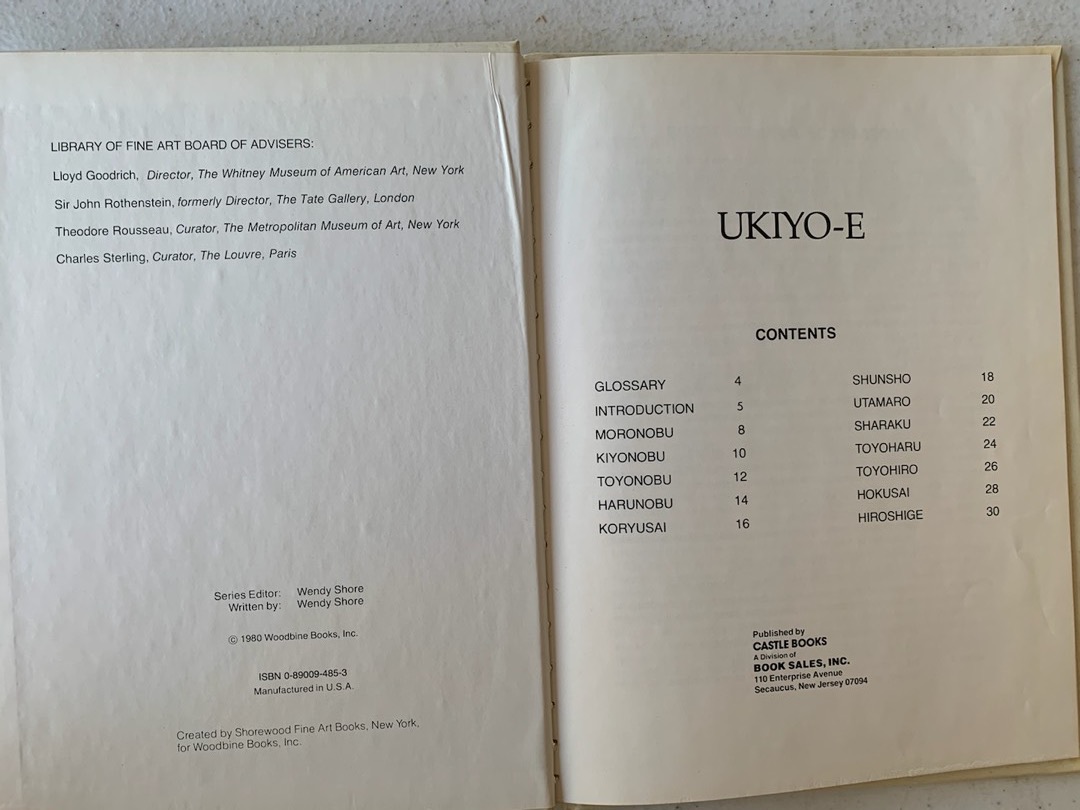 LIBRARY OF FINE ART BOARD OF ADVISERS:
Lloyd Goodrich, Director, The Whitney Museum of American Art, New York
Sir John Rothenstein, formerly Director, The Tate Gallery, London
Theodore Rousseau, Curator, The Metropolitan Museum of Art, New York
Charles Sterling, Curator, The Louvre, Paris
Series Editor: Wendy Shore
Written by: Wendy Shore
© 1980 Woodbine Books, Inc.
ISBN 0-89009-485-3
Manufactured in U.S.A.
Created by Shorewood Fine Art Books, New York,
for Woodbine Books, Inc.
UKIYO-E
CONTENTS
GLOSSARY 4
INTRODUCTION 5
MORONOBU 8
KIYONOBU 10
TOYONOBU 12
HARUNOBU 14
KORYUSAI 16
SHUNSHO 18
UTAMARO 20
SHARAKU 22
TOYOHARU 24
TOYOHIRO 26
HOKUSAI 28
HIROSHIGE 30
Published by
CASTLE BOOKS
A Division of
BOOK SALES, INC.
110 Enterprise Avenue
Secaucus, New Jersey 07094